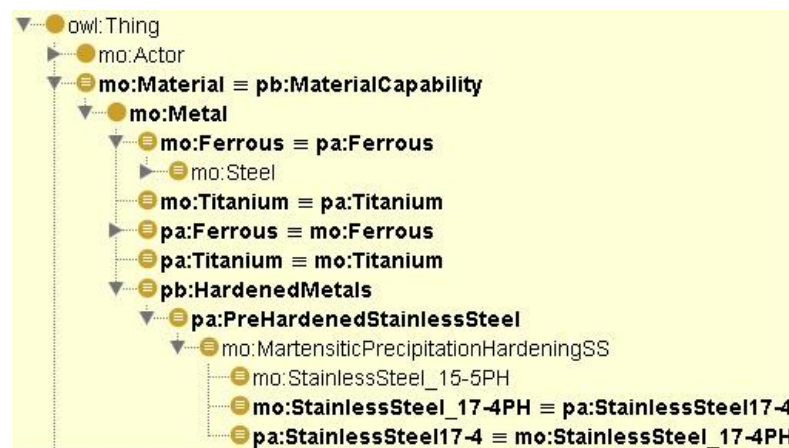 owl:Thing
mo:Actor
mo:Material ≡ pb:MaterialCapability
mo:Metal
mo:Ferrous ≡ pa:Ferrous
mo:Steel
mo:Titanium ≡ pa:Titanium
pa:Ferrous ≡ mo:Ferrous
pa:Titanium ≡ mo:Titanium
pb:HardenedMetals
pa:PreHardenedStainlessSteel
mo:MartensiticPrecipitationHardeningSS
mo:StainlessSteel_15-5PH
mo:StainlessSteel_17-4PH ≡ pa:StainlessSteel17-4
pa:StainlessSteel17-4 ≡ mo:StainlessSteel_17-4PH